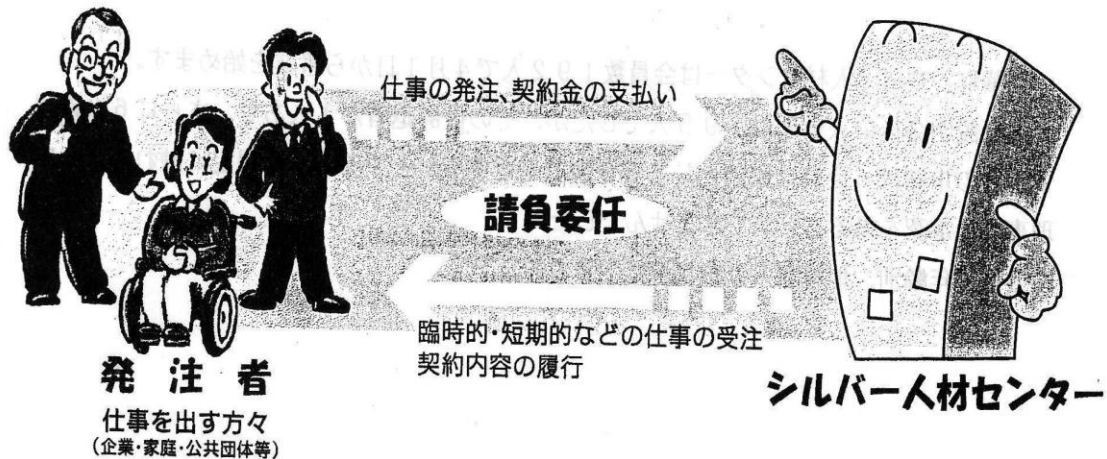 仕事の発注、契約金の支払い
請負委任
臨時的・短期的などの仕事の受注
契約内容の履行
発注者
仕事を出す方々
(企業・家庭・公共団体等)
シルバー人材センター